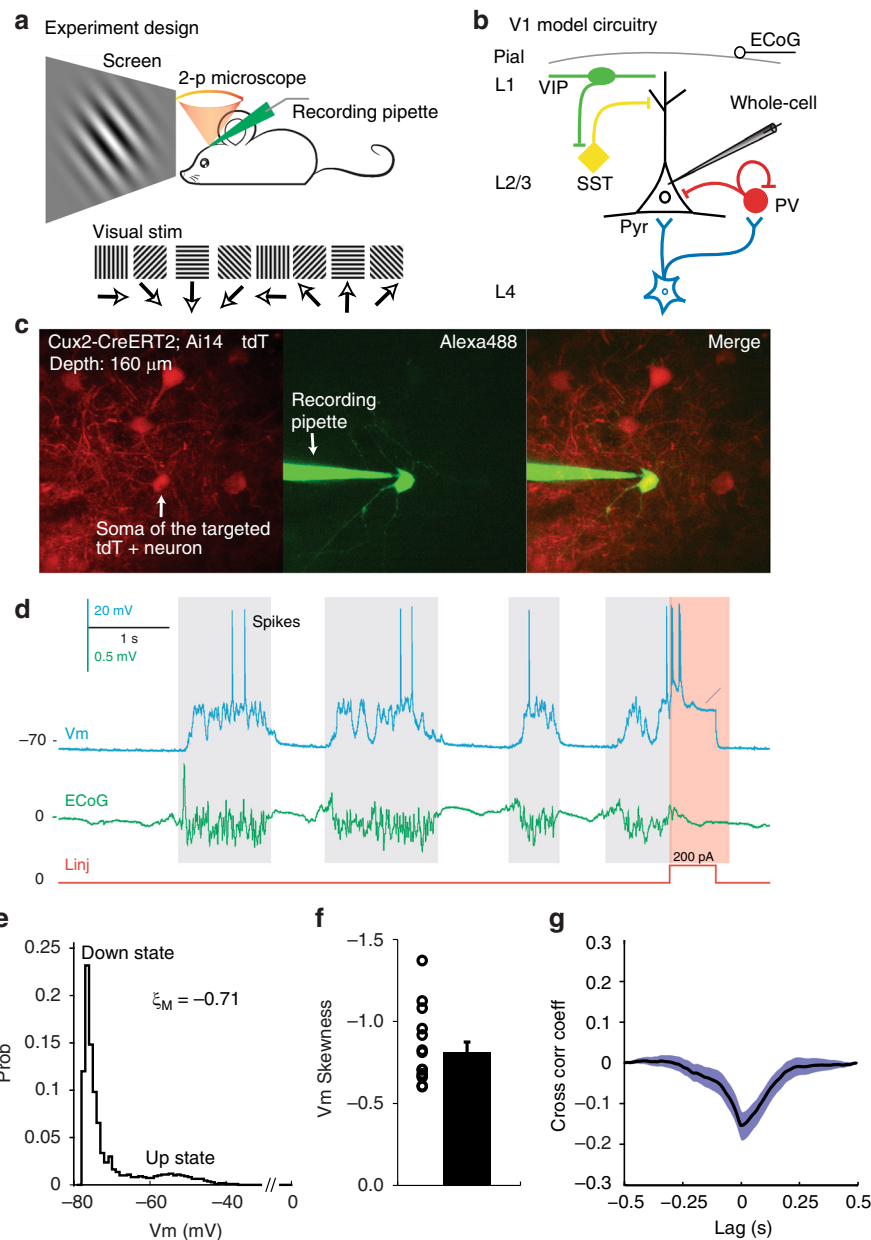 a
Experiment design
Screen
2-p microscope
Recording pipette
Visual stim
b
V1 model circuitry
ECoG
Pial
L1
VIP
Whole-cell
L2/3
SST
PV
Pyr
L4
c
Cux2-CreERT2; Ai14 tdT
Depth: 160 μm
Soma of the targeted
tdT + neuron
Alexa488
Recording
pipette
Merge
d
20 mV
1 s
0.5 mV
Spikes
−70
Vm
ECoG
0
Linj
0
200 pA
e
Prob
0.25
0.2
0.15
0.1
0.05
0
Down state
ξM = −0.71
Up state
−80
−60
−40
0
Vm (mV)
f
Vm Skewness
−1.5
−1.0
−0.5
0.0
g
Cross corr coeff
0.3
0.2
0.1
0
−0.1
−0.2
−0.3
−0.5
−0.25
0
0.25
0.5
Lag (s)